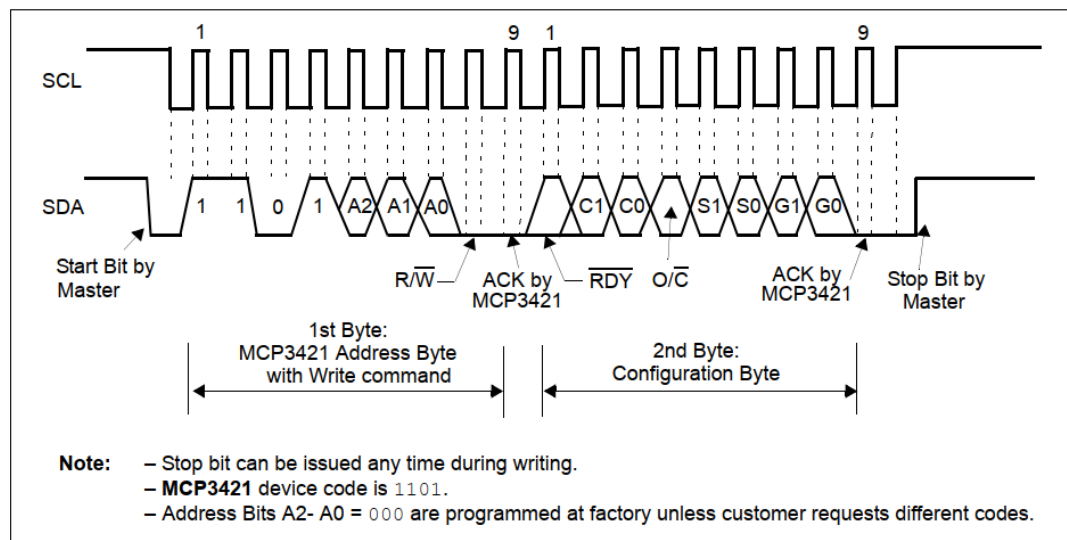 1 9 1 9
SCL
SDA 1 1 0 1 A2 A1 A0 C1 C0 S1 S0 G1 G0
Start Bit by
Master
R/W̅
ACK by
MCP3421
R̅D̅Y̅
O/C̅
ACK by
MCP3421
Stop Bit by
Master
1st Byte:
MCP3421 Address Byte
with Write command
2nd Byte:
Configuration Byte
Note: – Stop bit can be issued any time during writing.
– MCP3421 device code is 1101.
– Address Bits A2- A0 = 000 are programmed at factory unless customer requests different codes.